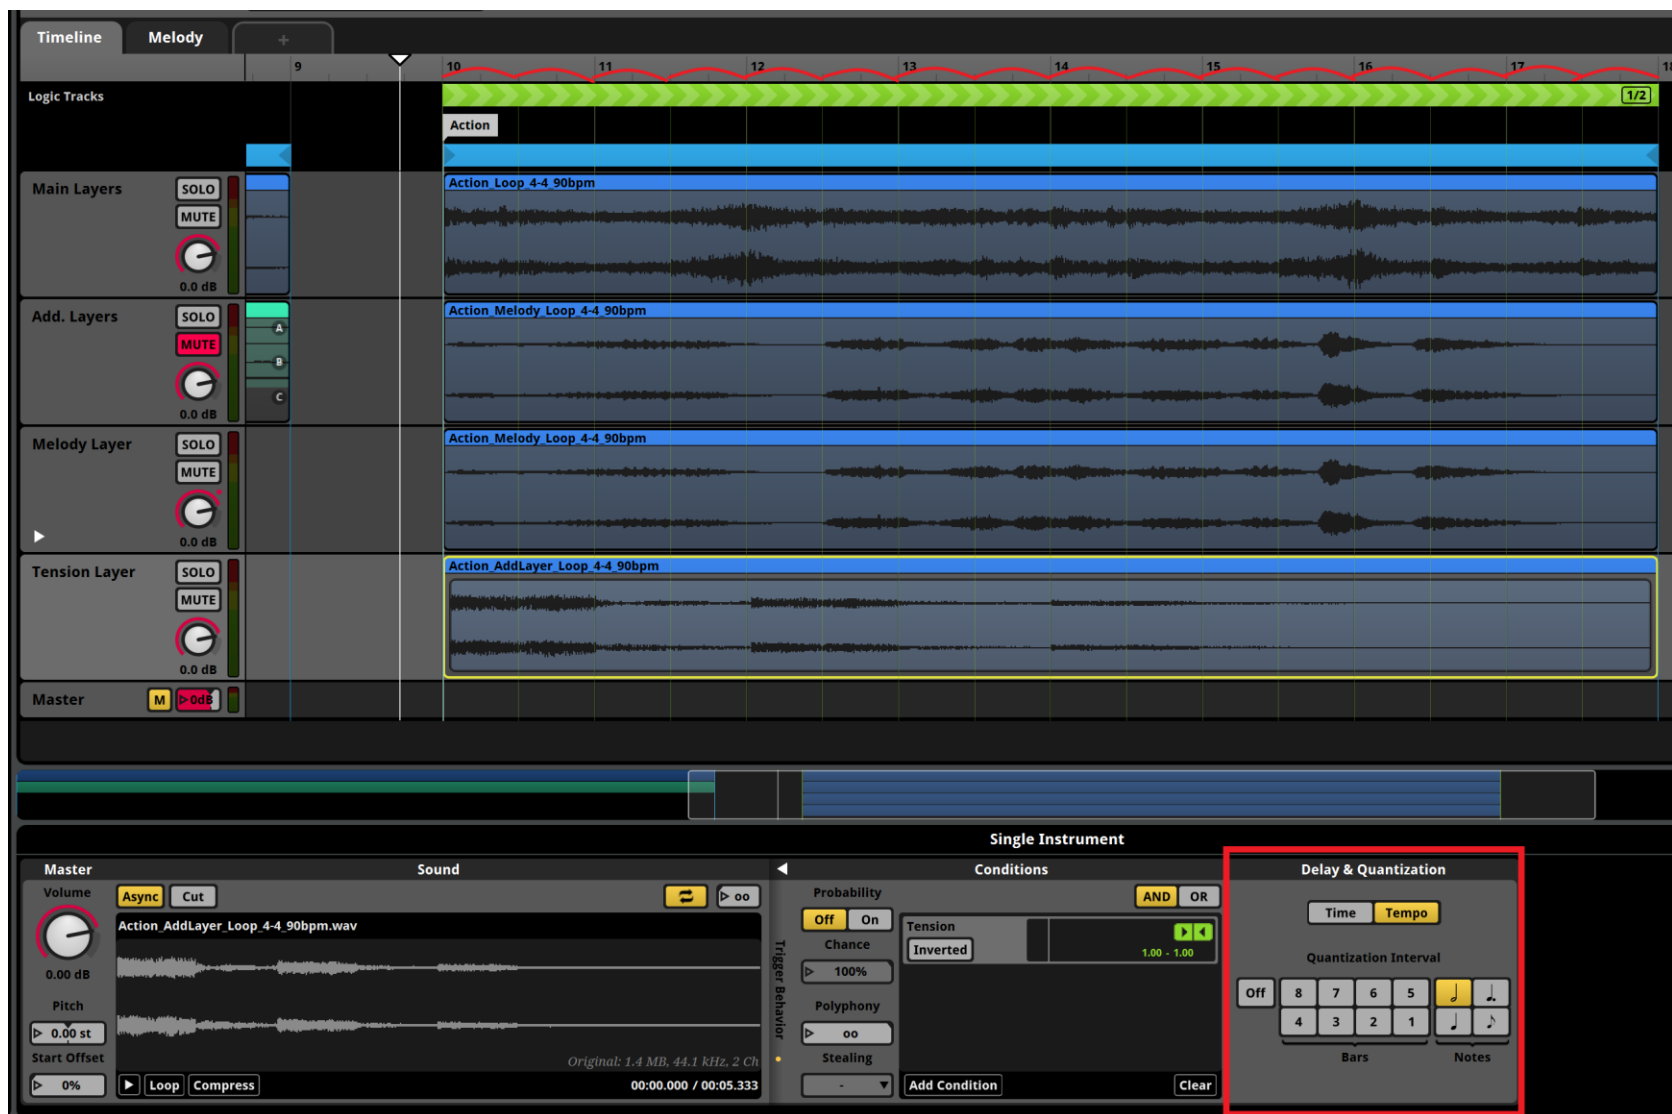 Timeline
Melody
+
9
10
11
12
13
14
15
16
17
Logic Tracks
1/2
Action
Main Layers
SOLO
MUTE
0.0 dB
Action_Loop_4-4_90bpm
Add. Layers
SOLO
MUTE
0.0 dB
A
B
C
Action_Melody_Loop_4-4_90bpm
Melody Layer
SOLO
MUTE
0.0 dB
Action_Melody_Loop_4-4_90bpm
Tension Layer
SOLO
MUTE
0.0 dB
Action_AddLayer_Loop_4-4_90bpm
Master
M
0dB
Single Instrument
Master
Volume
0.00 dB
Pitch
0.00 st
Start Offset
0%
Sound
Async
Cut
oo
Action_AddLayer_Loop_4-4_90bpm.wav
Original: 1.4 MB, 44.1 kHz, 2 Ch
Loop
Compress
00:00.000 / 00:05.333
Trigger Behavior
Conditions
Probability
Off
On
Chance
100%
Polyphony
oo
Stealing
-
AND
OR
Tension
Inverted
1.00 - 1.00
Add Condition
Clear
Delay & Quantization
Time
Tempo
Quantization Interval
Off
8 7 6 5
4 3 2 1
Bars
Notes